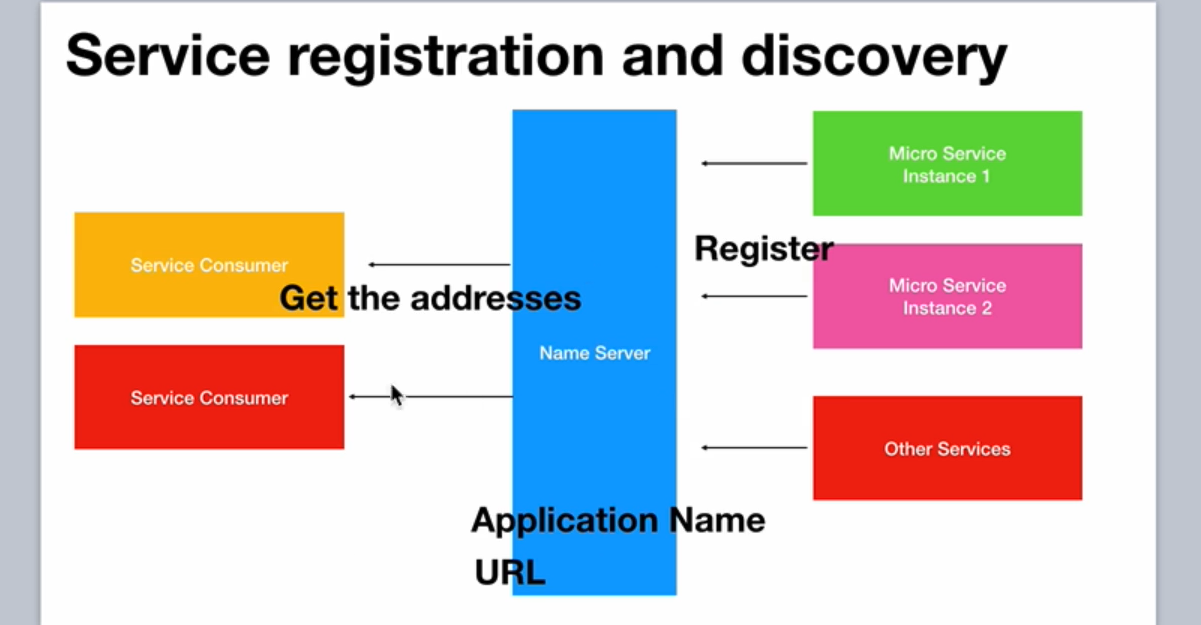 Service registration and discovery
Micro Service
Instance 1
Service Consumer
Register
Get the addresses
Micro Service
Instance 2
Name Server
Service Consumer
Other Services
Application Name
URL